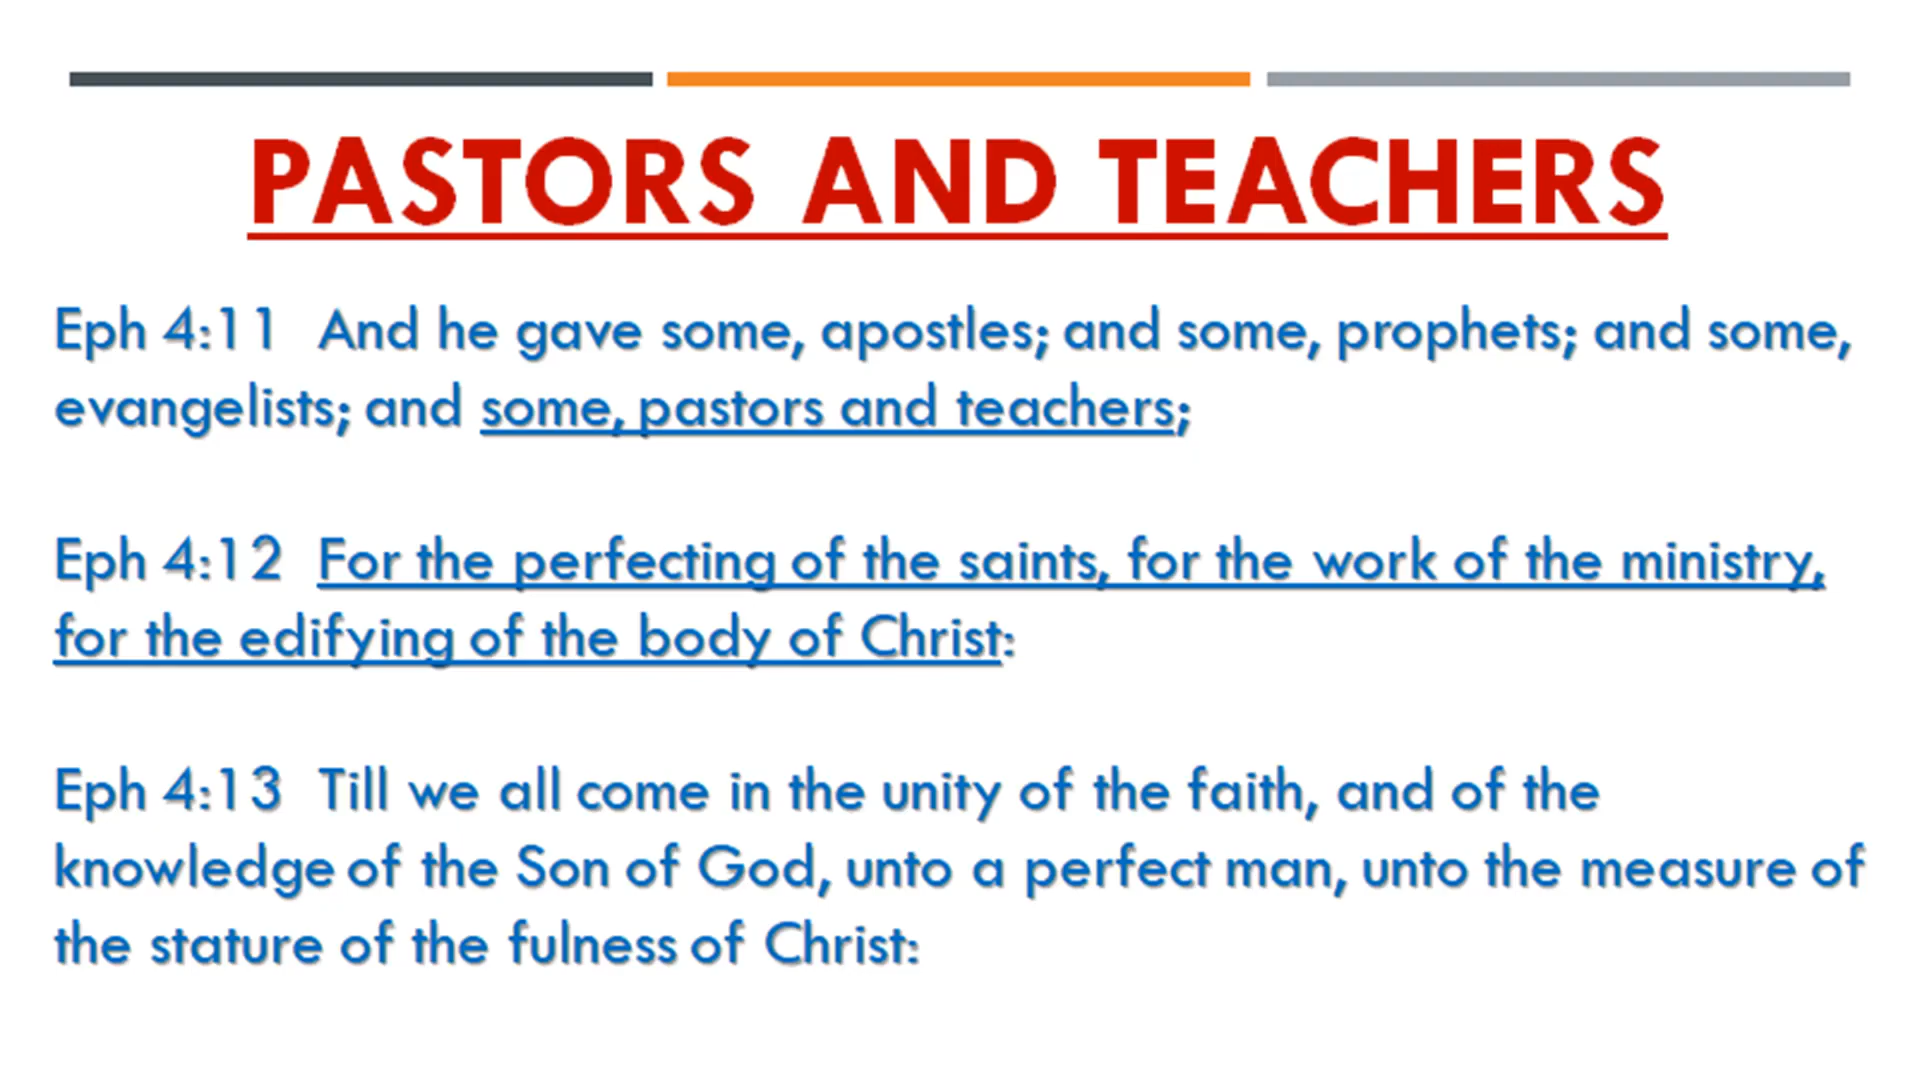 PASTORS AND TEACHERS
Eph 4:11 And he gave some, apostles; and some, prophets; and some,
evangelists; and some, pastors and teachers;
Eph 4:12 For the perfecting of the saints, for the work of the ministry,
for the edifying of the body of Christ:
Eph 4:13 Till we all come in the unity of the faith, and of the
knowledge of the Son of God, unto a perfect man, unto the measure of
the stature of the fulness of Christ: